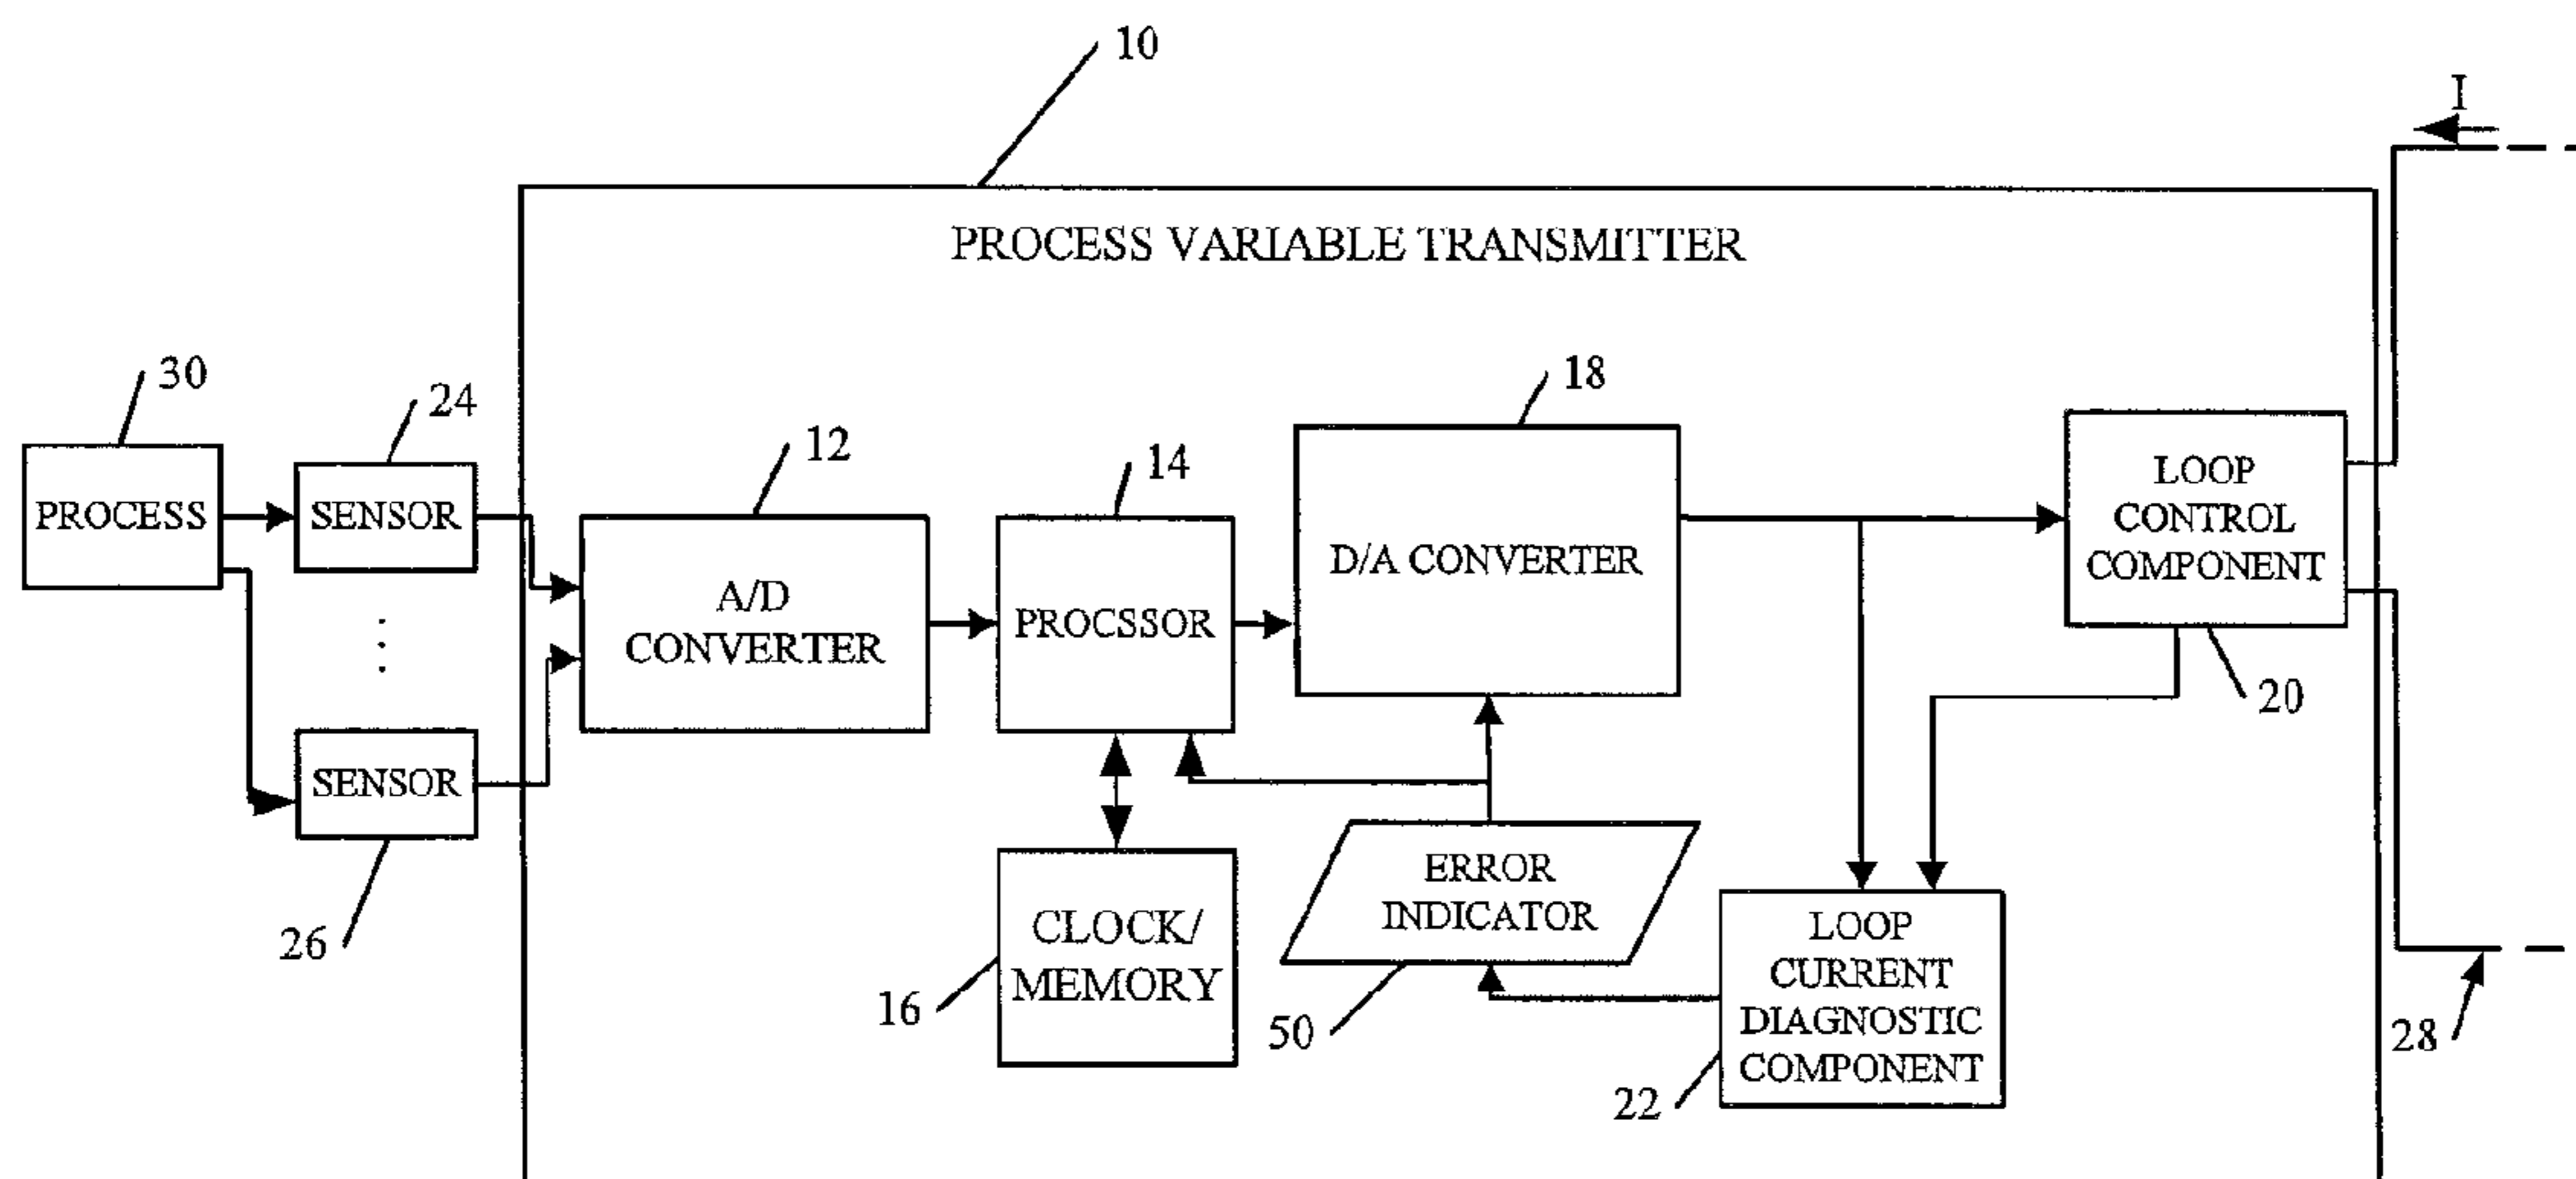 10
I
PROCESS VARIABLE TRANSMITTER
30
24
12
14
18
PROCESS
SENSOR
A/D
CONVERTER
PROCSSOR
D/A CONVERTER
LOOP
CONTROL
COMPONENT
20
SENSOR
26
CLOCK/
MEMORY
16
ERROR
INDICATOR
50
LOOP
CURRENT
DIAGNOSTIC
COMPONENT
22
28